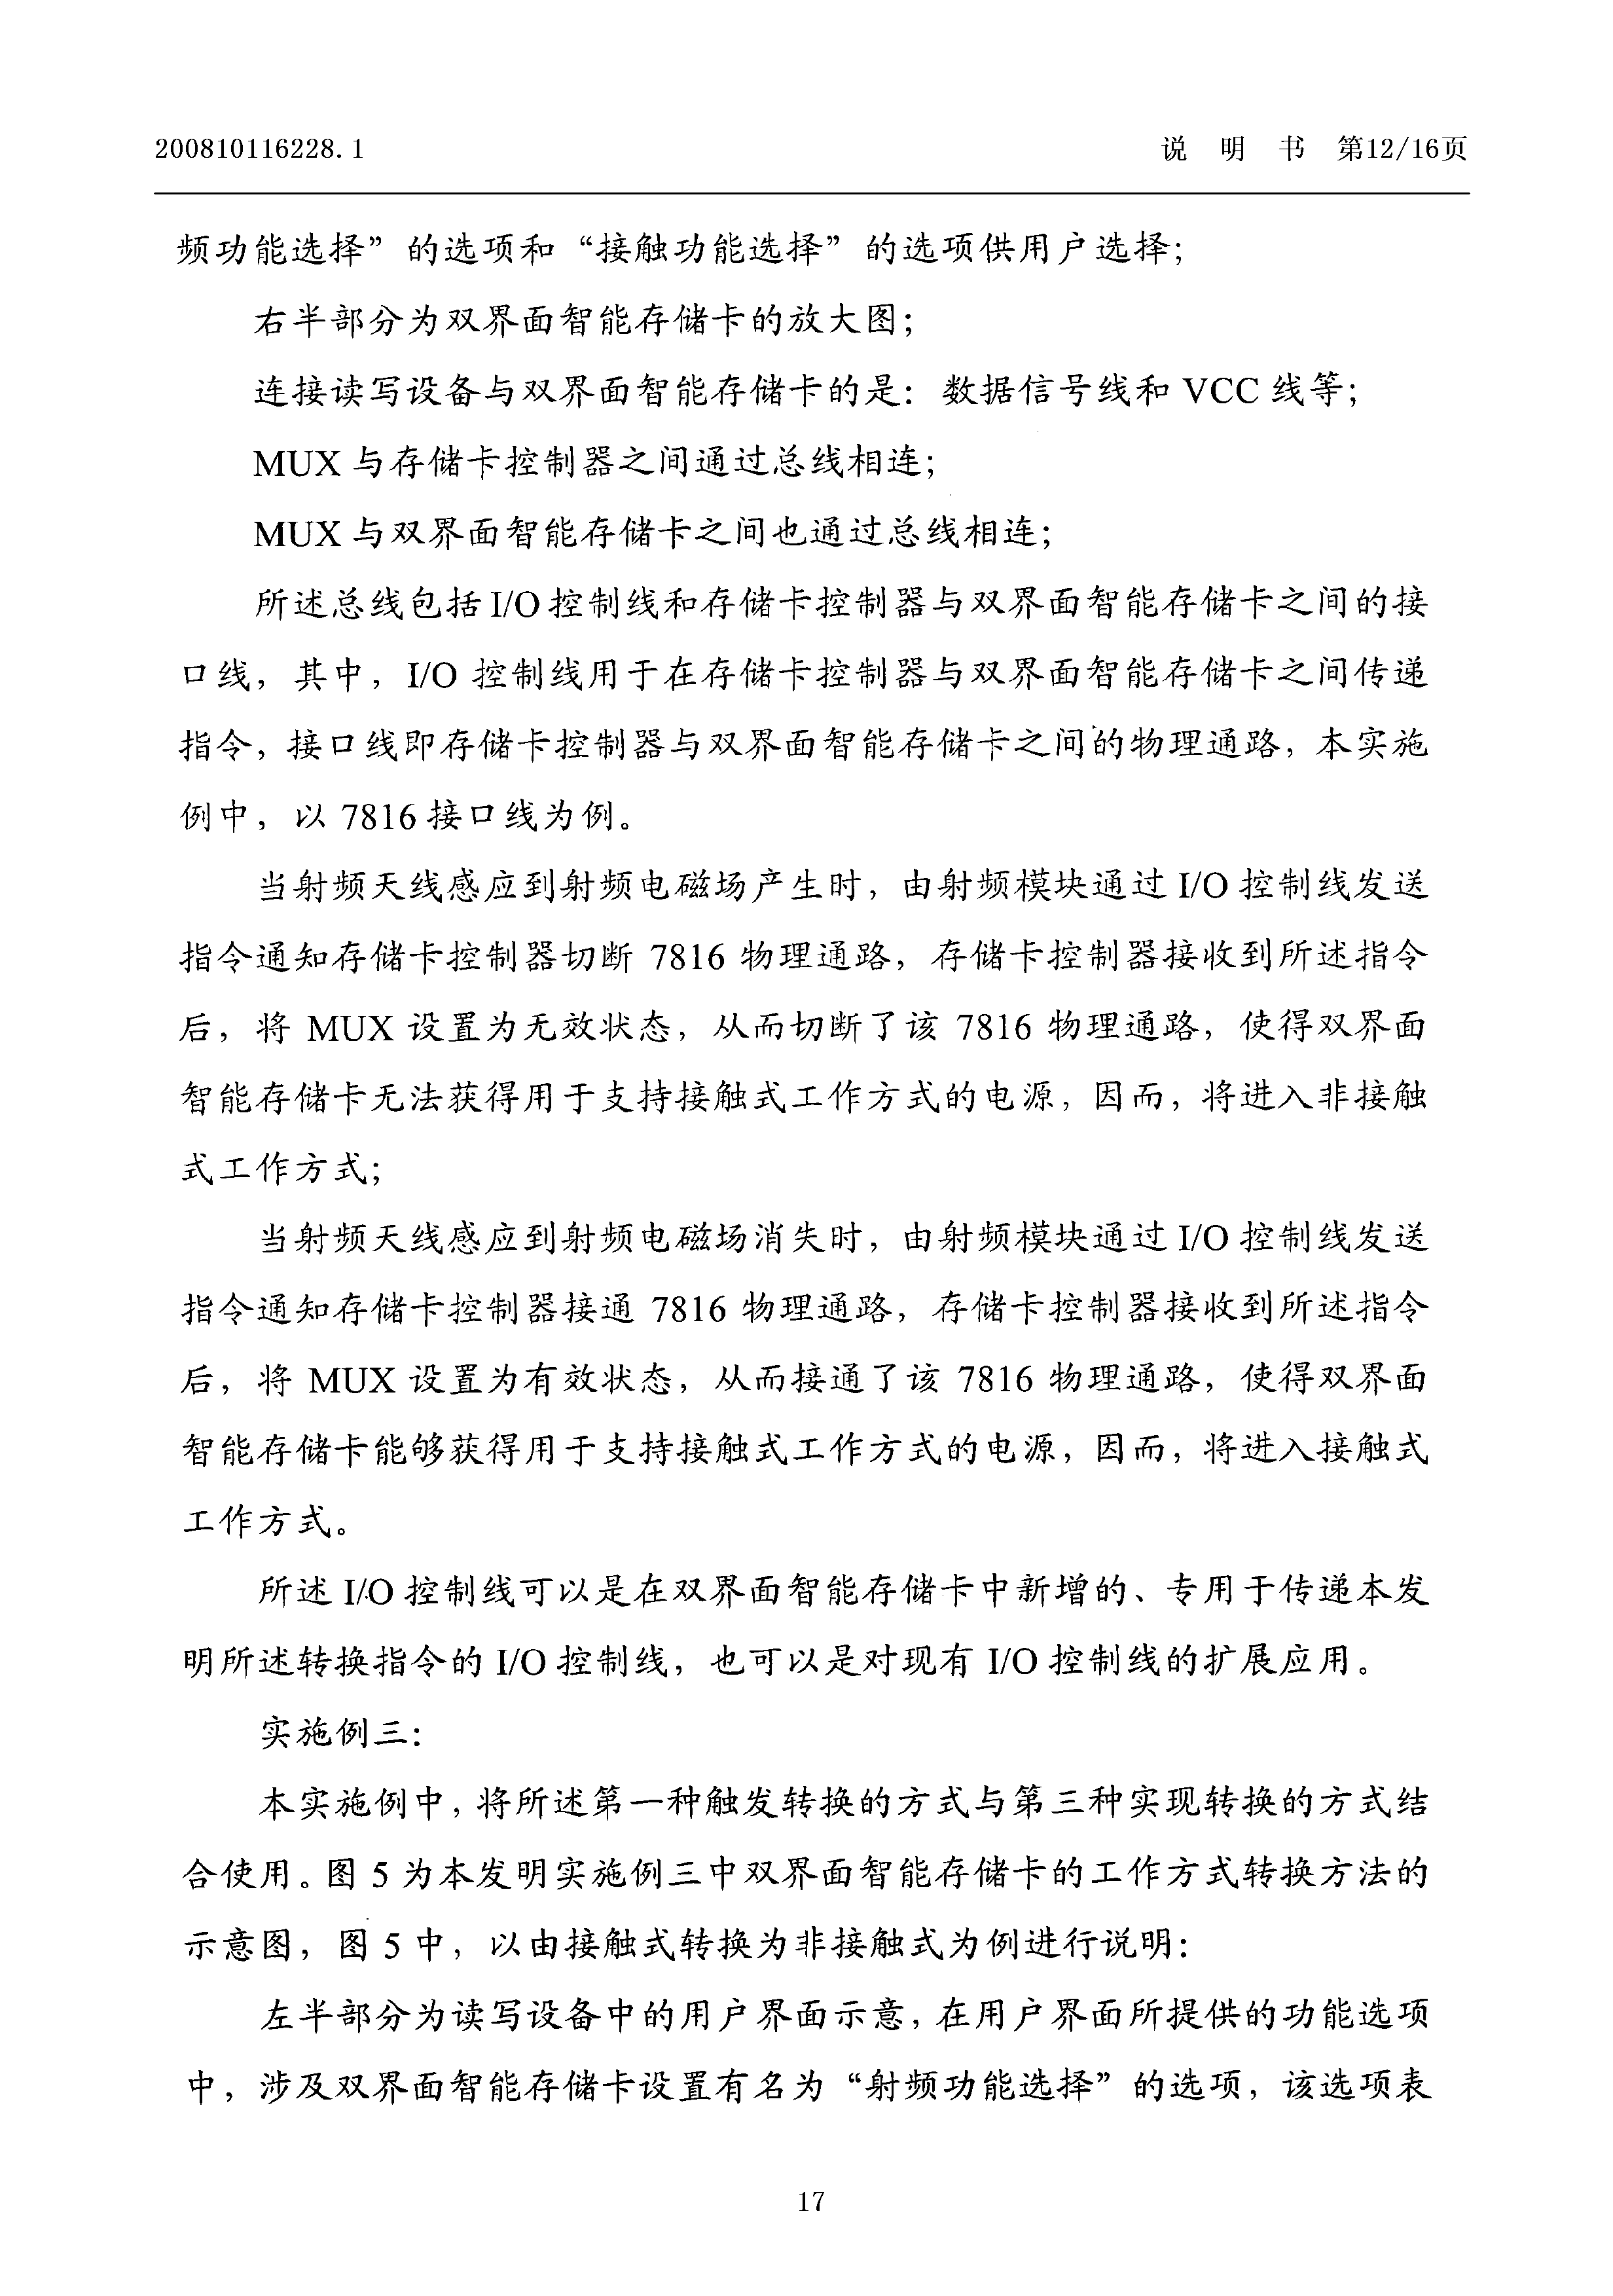 200810116228.1 说 明 书 第12/16页
频功能选择”的选项和“接触功能选择”的选项供用户选择；
右半部分为双界面智能存储卡的放大图；
连接读写设备与双界面智能存储卡的是：数据信号线和 VCC 线等；
MUX 与存储卡控制器之间通过总线相连；
MUX 与双界面智能存储卡之间也通过总线相连；
所述总线包括 I/O 控制线和存储卡控制器与双界面智能存储卡之间的接
口线，其中，I/O 控制线用于在存储卡控制器与双界面智能存储卡之间传递
指令，接口线即存储卡控制器与双界面智能存储卡之间的物理通路，本实施
例中，以 7816 接口线为例。
当射频天线感应到射频电磁场产生时，由射频模块通过 I/O 控制线发送
指令通知存储卡控制器切断 7816 物理通路，存储卡控制器接收到所述指令
后，将 MUX 设置为无效状态，从而切断了该 7816 物理通路，使得双界面
智能存储卡无法获得用于支持接触式工作方式的电源，因而，将进入非接触
式工作方式；
当射频天线感应到射频电磁场消失时，由射频模块通过 I/O 控制线发送
指令通知存储卡控制器接通 7816 物理通路，存储卡控制器接收到所述指令
后，将 MUX 设置为有效状态，从而接通了该 7816 物理通路，使得双界面
智能存储卡能够获得用于支持接触式工作方式的电源，因而，将进入接触式
工作方式。
所述 I/O 控制线可以是在双界面智能存储卡中新增的、专用于传递本发
明所述转换指令的 I/O 控制线，也可以是对现有 I/O 控制线的扩展应用。
实施例三：
本实施例中，将所述第一种触发转换的方式与第三种实现转换的方式结
合使用。图 5 为本发明实施例三中双界面智能存储卡的工作方式转换方法的
示意图，图 5 中，以由接触式转换为非接触式为例进行说明：
左半部分为读写设备中的用户界面示意，在用户界面所提供的功能选项
中，涉及双界面智能存储卡设置有名为“射频功能选择”的选项，该选项表
17